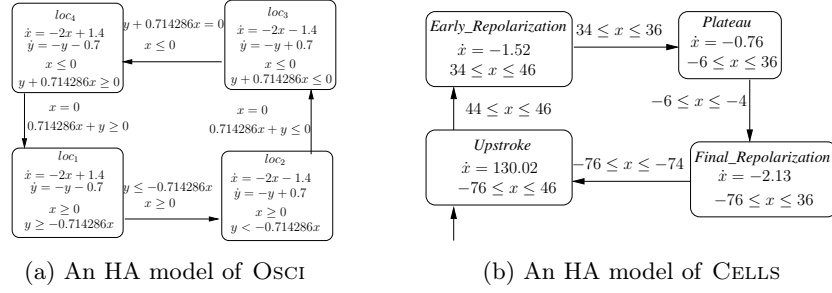 loc₄
ẋ = −2x + 1.4
ẏ = −y − 0.7
x ≤ 0
y + 0.714286x ≥ 0
y + 0.714286x = 0
x ≤ 0
loc₃
ẋ = −2x − 1.4
ẏ = −y + 0.7
x ≤ 0
y + 0.714286x ≤ 0
x = 0
0.714286x + y ≥ 0
x = 0
0.714286x + y ≤ 0
loc₁
ẋ = −2x + 1.4
ẏ = −y − 0.7
x ≥ 0
y ≥ −0.714286x
y ≤ −0.714286x
x ≥ 0
loc₂
ẋ = −2x − 1.4
ẏ = −y + 0.7
x ≥ 0
y < −0.714286x
(a) An HA model of Osci
Early_Repolarization
ẋ = −1.52
34 ≤ x ≤ 46
34 ≤ x ≤ 36
Plateau
ẋ = −0.76
−6 ≤ x ≤ 36
44 ≤ x ≤ 46
−6 ≤ x ≤ −4
Upstroke
ẋ = 130.02
−76 ≤ x ≤ 46
−76 ≤ x ≤ −74
Final_Repolarization
ẋ = −2.13
−76 ≤ x ≤ 36
(b) An HA model of Cells